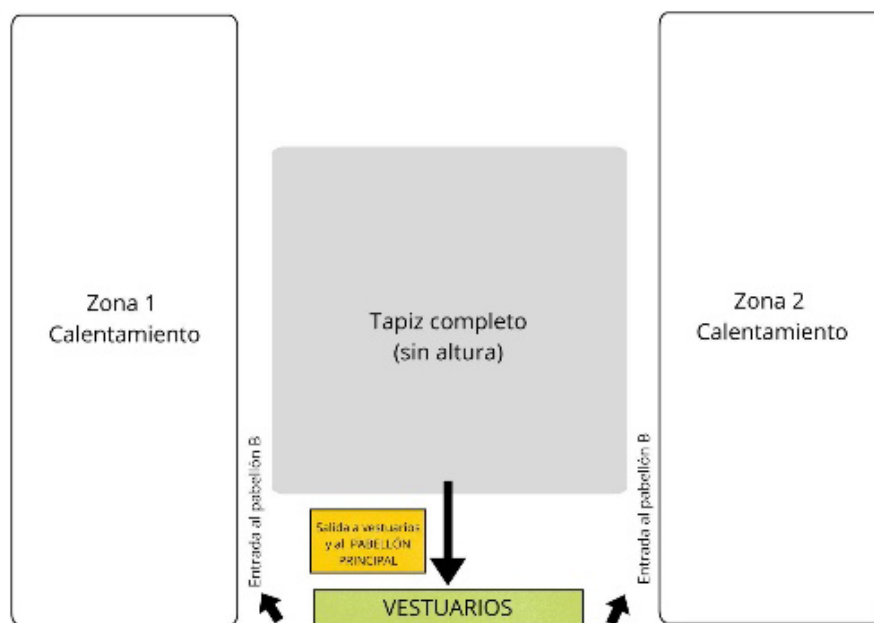 Zona 1
Calentamiento
Tapiz completo
(sin altura)
Zona 2
Calentamiento
Entrada al pabellón B
Entrada al pabellón B
Salida a vestuarios
y al PABELLÓN
PRINCIPAL
VESTUARIOS